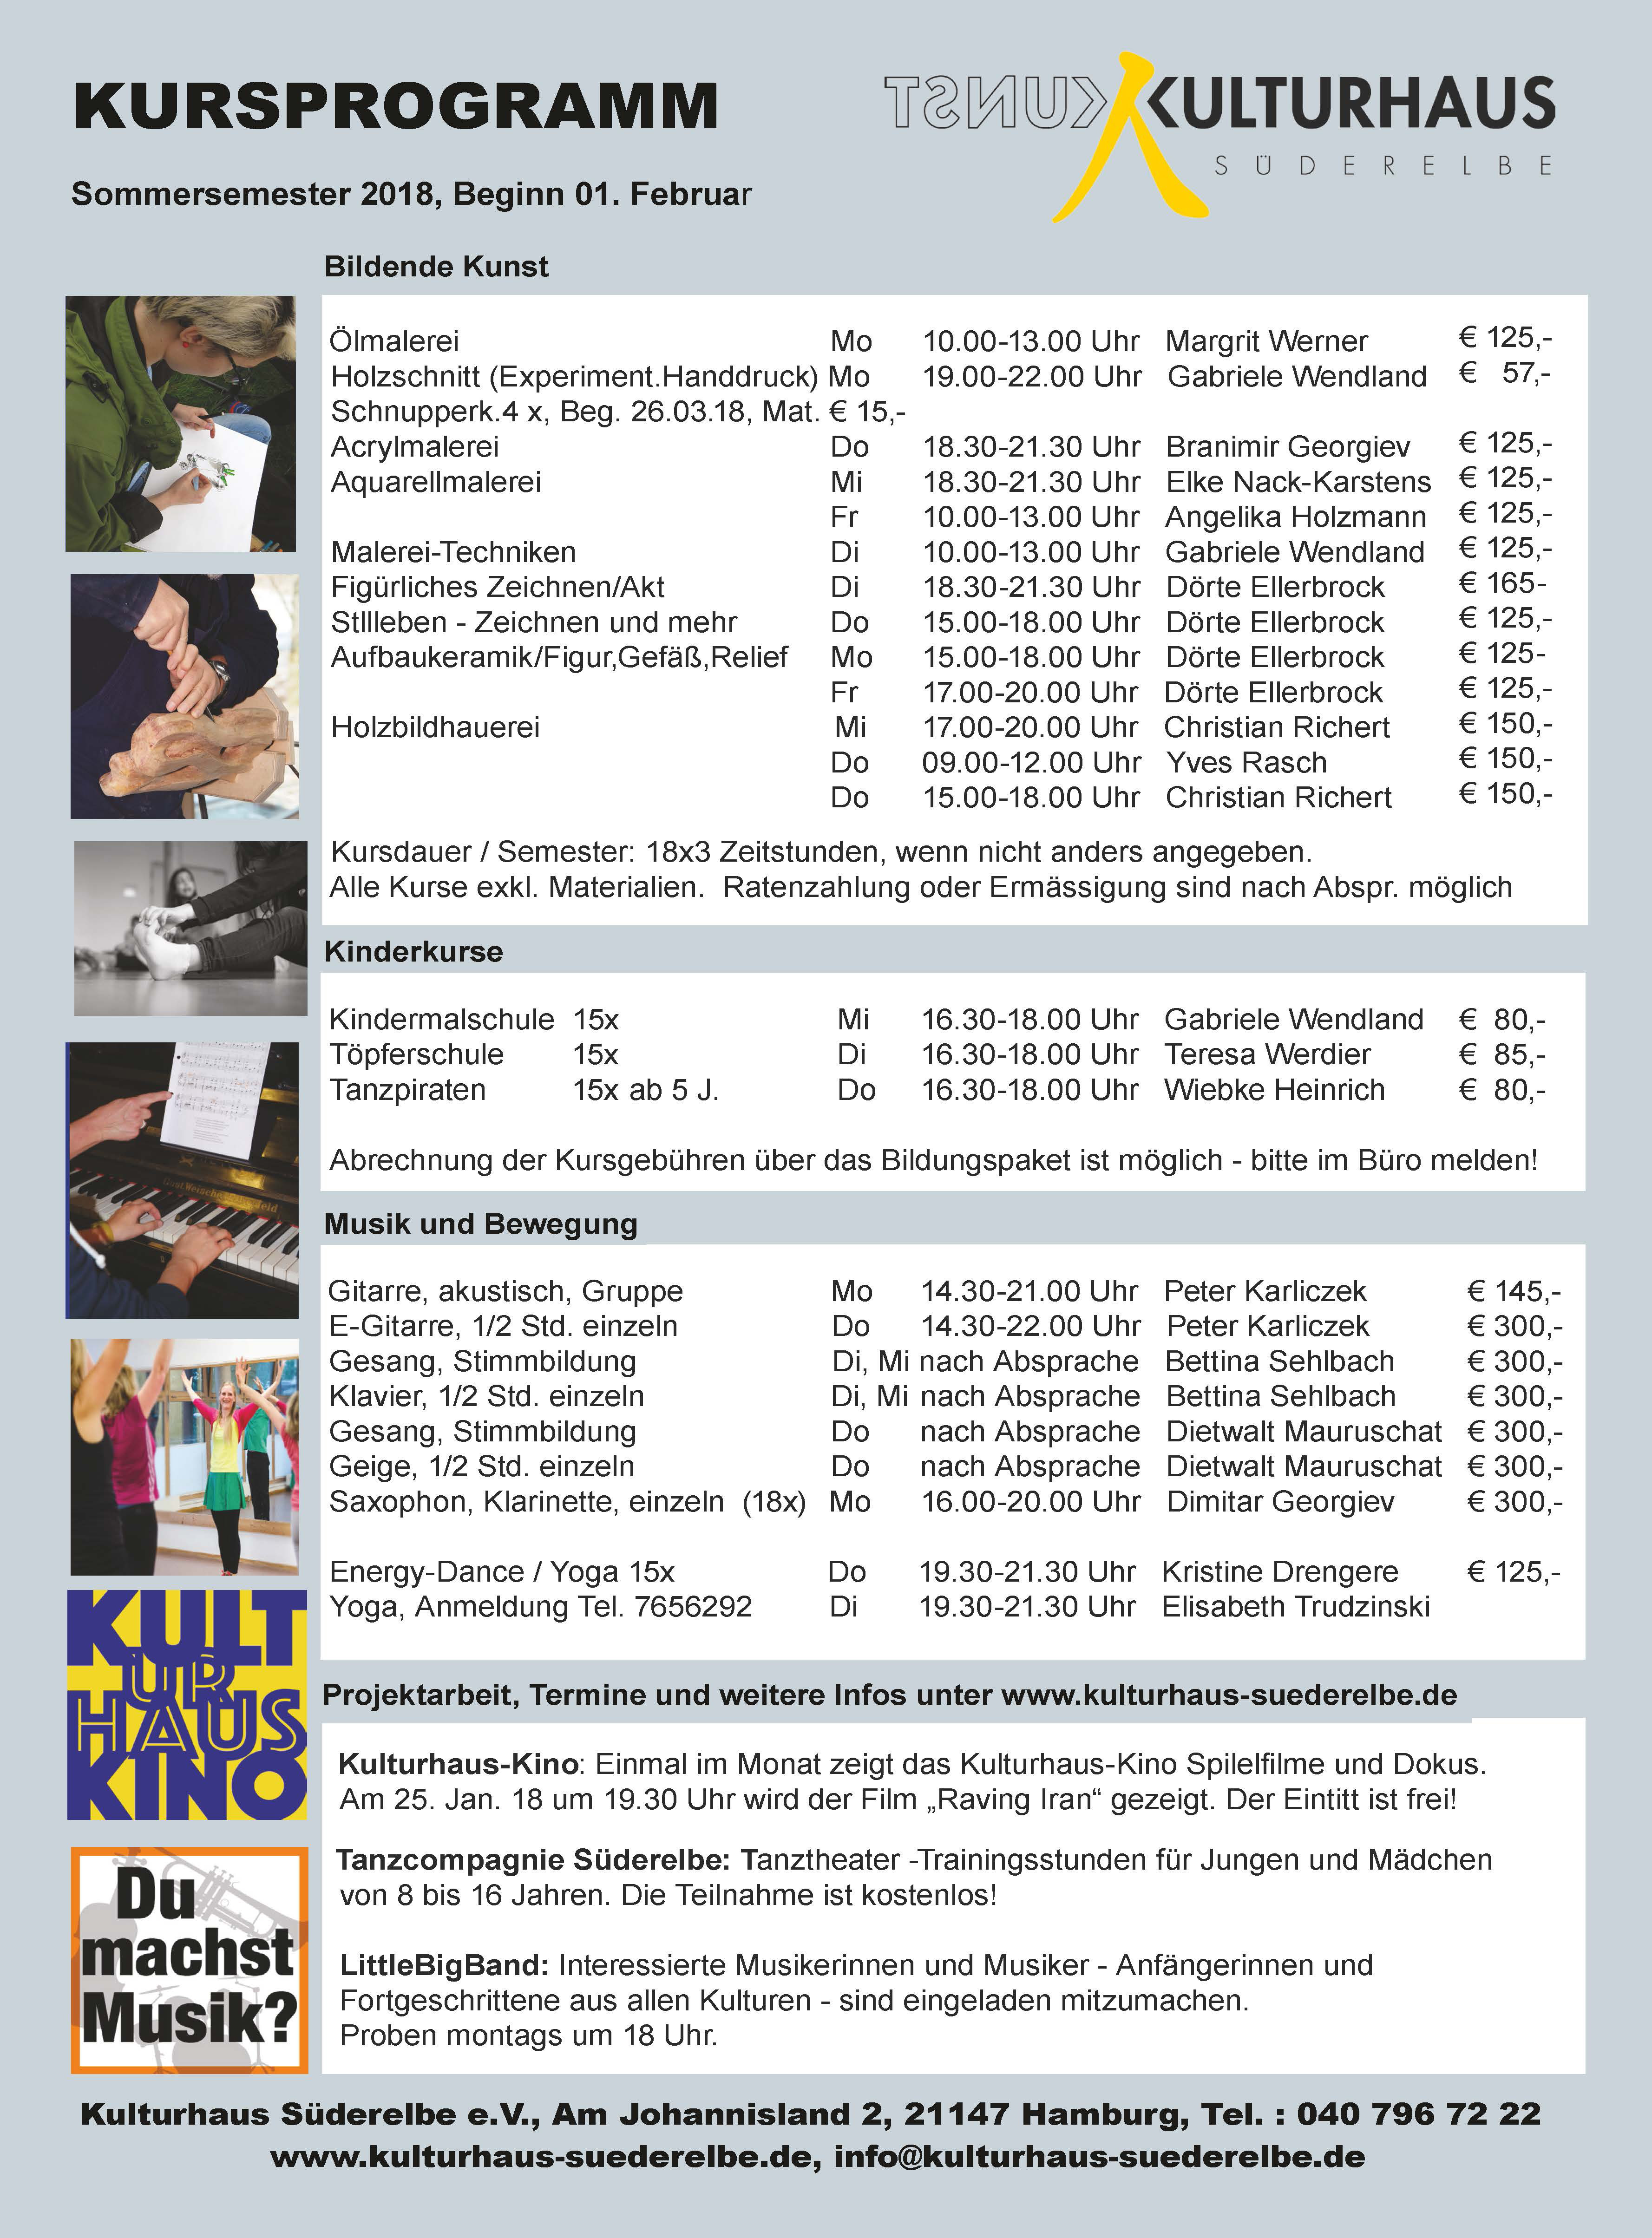 KURSPROGRAMM
KUNST KULTURHAUS
SÜDERELBE
Sommersemester 2018, Beginn 01. Februar
Bildende Kunst
Ölmalerei Mo 10.00-13.00 Uhr Margrit Werner € 125,-
Holzschnitt (Experiment.Handdruck) Mo 19.00-22.00 Uhr Gabriele Wendland € 57,-
Schnupperk.4 x, Beg. 26.03.18, Mat. € 15,-
Acrylmalerei Do 18.30-21.30 Uhr Branimir Georgiev € 125,-
Aquarellmalerei Mi 18.30-21.30 Uhr Elke Nack-Karstens € 125,-
Fr 10.00-13.00 Uhr Angelika Holzmann € 125,-
Malerei-Techniken Di 10.00-13.00 Uhr Gabriele Wendland € 125,-
Figürliches Zeichnen/Akt Di 18.30-21.30 Uhr Dörte Ellerbrock € 165-
Stllleben - Zeichnen und mehr Do 15.00-18.00 Uhr Dörte Ellerbrock € 125,-
Aufbaukeramik/Figur,Gefäß,Relief Mo 15.00-18.00 Uhr Dörte Ellerbrock € 125-
Fr 17.00-20.00 Uhr Dörte Ellerbrock € 125,-
Holzbildhauerei Mi 17.00-20.00 Uhr Christian Richert € 150,-
Do 09.00-12.00 Uhr Yves Rasch € 150,-
Do 15.00-18.00 Uhr Christian Richert € 150,-
Kursdauer / Semester: 18x3 Zeitstunden, wenn nicht anders angegeben.
Alle Kurse exkl. Materialien. Ratenzahlung oder Ermässigung sind nach Abspr. möglich
Kinderkurse
Kindermalschule 15x Mi 16.30-18.00 Uhr Gabriele Wendland € 80,-
Töpferschule 15x Di 16.30-18.00 Uhr Teresa Werdier € 85,-
Tanzpiraten 15x ab 5 J. Do 16.30-18.00 Uhr Wiebke Heinrich € 80,-
Abrechnung der Kursgebühren über das Bildungspaket ist möglich - bitte im Büro melden!
Musik und Bewegung
Gitarre, akustisch, Gruppe Mo 14.30-21.00 Uhr Peter Karliczek € 145,-
E-Gitarre, 1/2 Std. einzeln Do 14.30-22.00 Uhr Peter Karliczek € 300,-
Gesang, Stimmbildung Di, Mi nach Absprache Bettina Sehlbach € 300,-
Klavier, 1/2 Std. einzeln Di, Mi nach Absprache Bettina Sehlbach € 300,-
Gesang, Stimmbildung Do nach Absprache Dietwalt Mauruschat € 300,-
Geige, 1/2 Std. einzeln Do nach Absprache Dietwalt Mauruschat € 300,-
Saxophon, Klarinette, einzeln (18x) Mo 16.00-20.00 Uhr Dimitar Georgiev € 300,-
Energy-Dance / Yoga 15x Do 19.30-21.30 Uhr Kristine Drengere € 125,-
Yoga, Anmeldung Tel. 7656292 Di 19.30-21.30 Uhr Elisabeth Trudzinski
KULT
UR
HAUS
KINO
Projektarbeit, Termine und weitere Infos unter www.kulturhaus-suederelbe.de
Kulturhaus-Kino: Einmal im Monat zeigt das Kulturhaus-Kino Spilelfilme und Dokus.
Am 25. Jan. 18 um 19.30 Uhr wird der Film „Raving Iran“ gezeigt. Der Eintitt ist frei!
Tanzcompagnie Süderelbe: Tanztheater -Trainingsstunden für Jungen und Mädchen
von 8 bis 16 Jahren. Die Teilnahme ist kostenlos!
Du
machst
Musik?
LittleBigBand: Interessierte Musikerinnen und Musiker - Anfängerinnen und
Fortgeschrittene aus allen Kulturen - sind eingeladen mitzumachen.
Proben montags um 18 Uhr.
Kulturhaus Süderelbe e.V., Am Johannisland 2, 21147 Hamburg, Tel. : 040 796 72 22
www.kulturhaus-suederelbe.de, info@kulturhaus-suederelbe.de